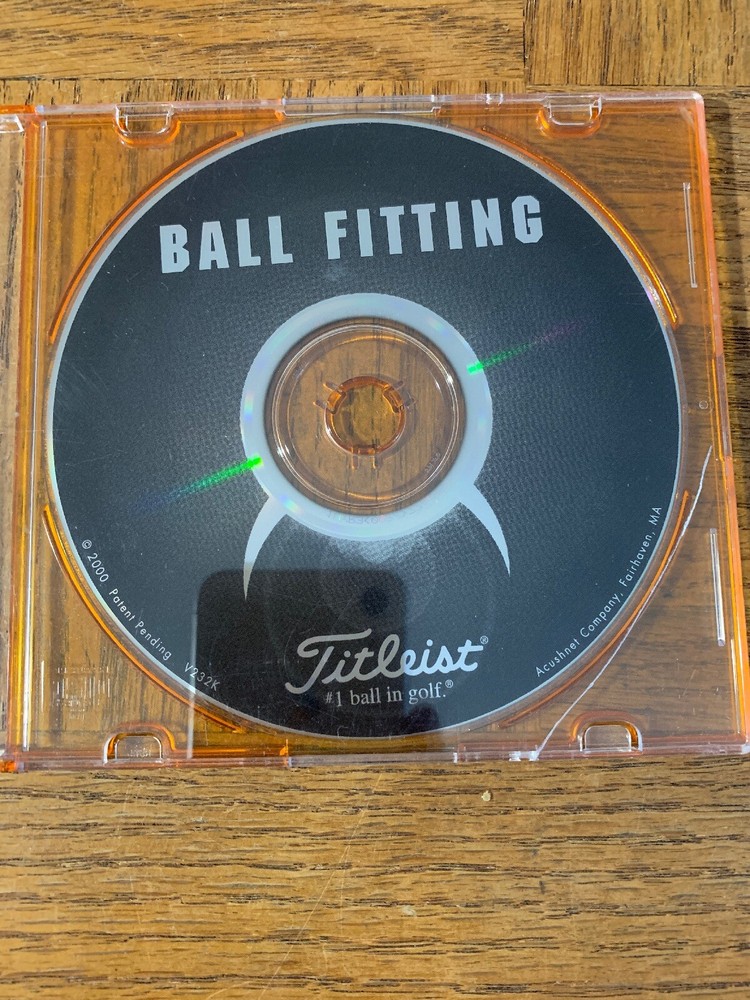 BALL FITTING
© 2000 Patent Pending V232K
Acushnet Company, Fairhaven, MA
Titleist®
#1 ball in golf.®